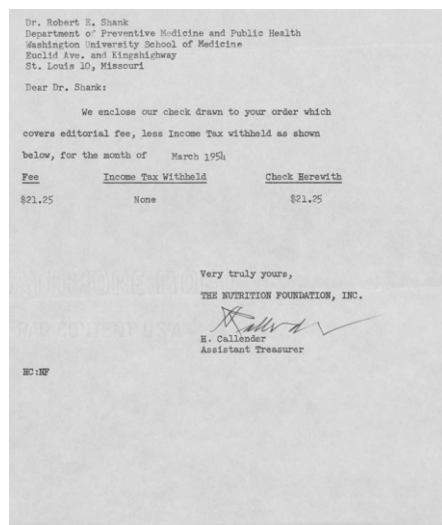 Dr. Robert E. Shank
Department of Preventive Medicine and Public Health
Washington University School of Medicine
Euclid Ave. and Kingshighway
St. Louis 10, Missouri
Dear Dr. Shank:
We enclose our check drawn to your order which
covers editorial fee, less Income Tax withheld as shown
below, for the month of March 1954
Fee Income Tax Withheld Check Herewith
$21.25 None $21.25
Very truly yours,
THE NUTRITION FOUNDATION, INC.
H. Callender
Assistant Treasurer
HC:NF